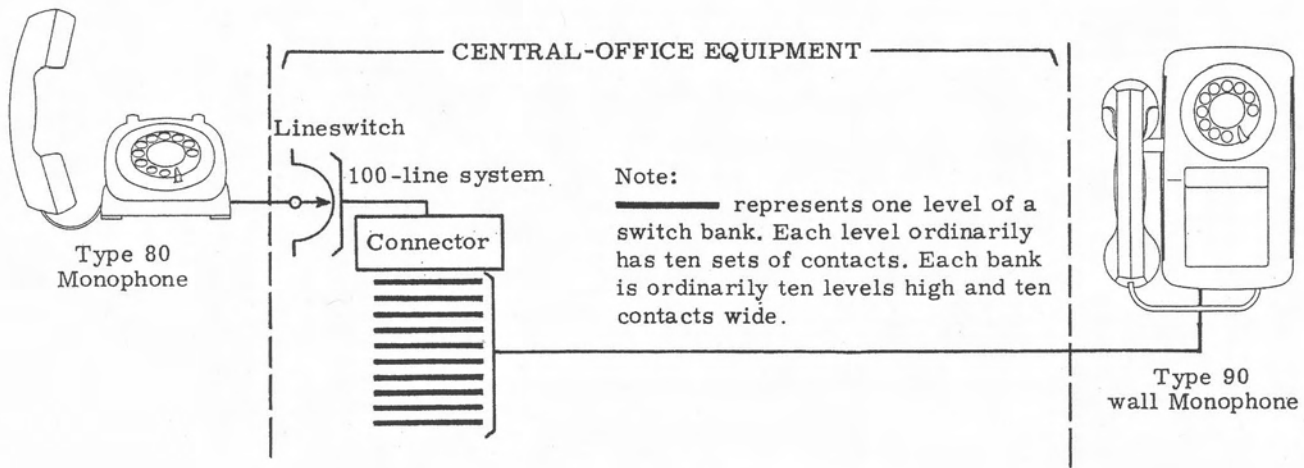 CENTRAL-OFFICE EQUIPMENT
Lineswitch
100-line system
Connector
Note:
represents one level of a
switch bank. Each level ordinarily
has ten sets of contacts. Each bank
is ordinarily ten levels high and ten
contacts wide.
Type 80
Monophone
Type 90
wall Monophone